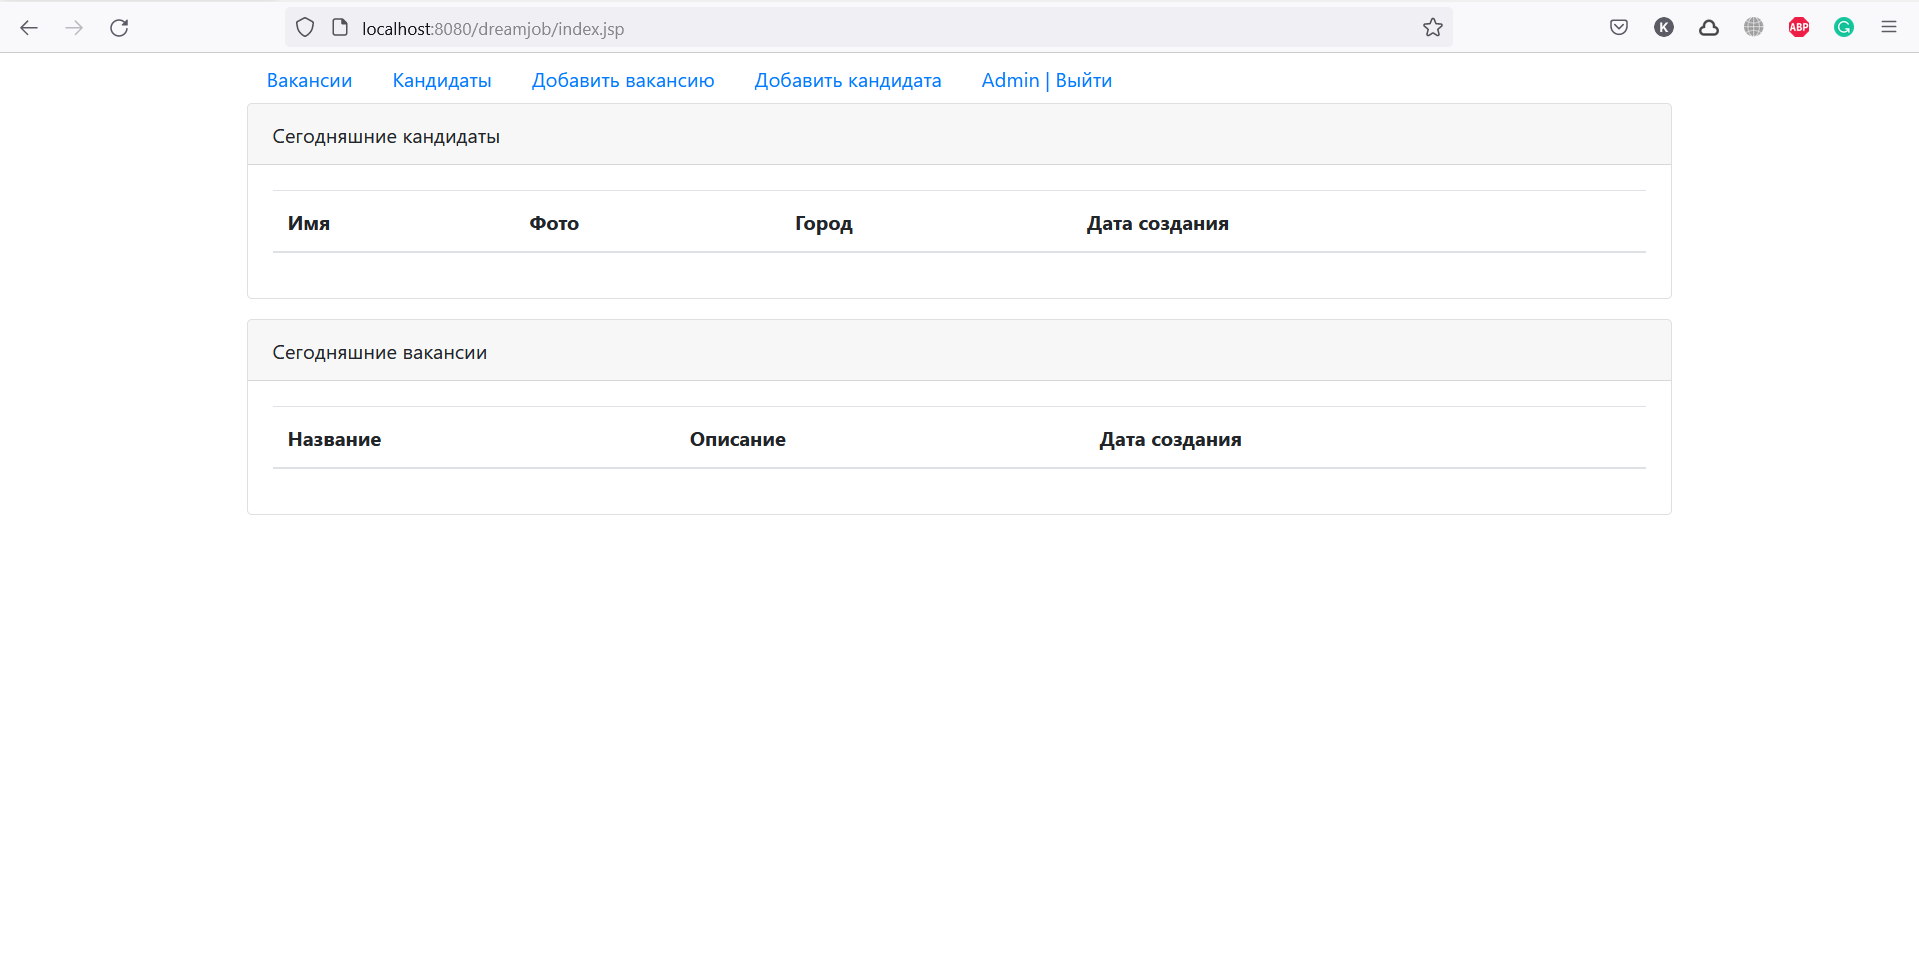 localhost:8080/dreamjob/index.jsp
K
ABP
G
Вакансии Кандидаты Добавить вакансию Добавить кандидата Admin | Выйти
Сегодняшние кандидаты
Имя Фото Город Дата создания
Сегодняшние вакансии
Название Описание Дата создания